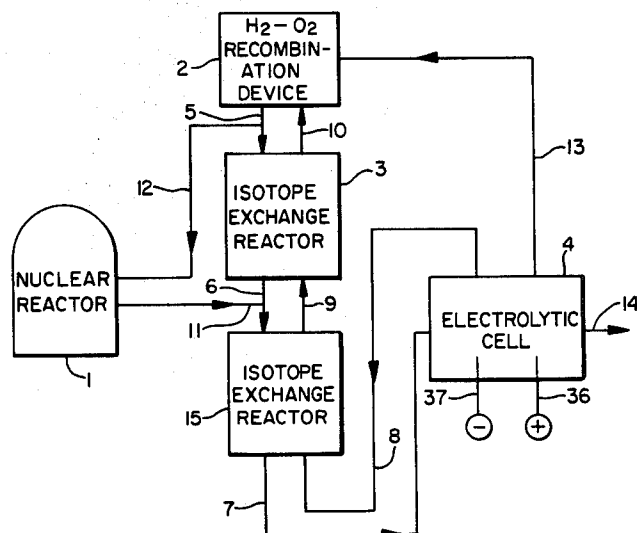 H2-O2
RECOMBIN-
ATION
DEVICE
2
5
10
13
12
ISOTOPE
EXCHANGE
REACTOR
3
NUCLEAR
REACTOR
1
6
9
11
4
ELECTROLYTIC
CELL
14
ISOTOPE
EXCHANGE
REACTOR
15
37
36
−
+
8
7